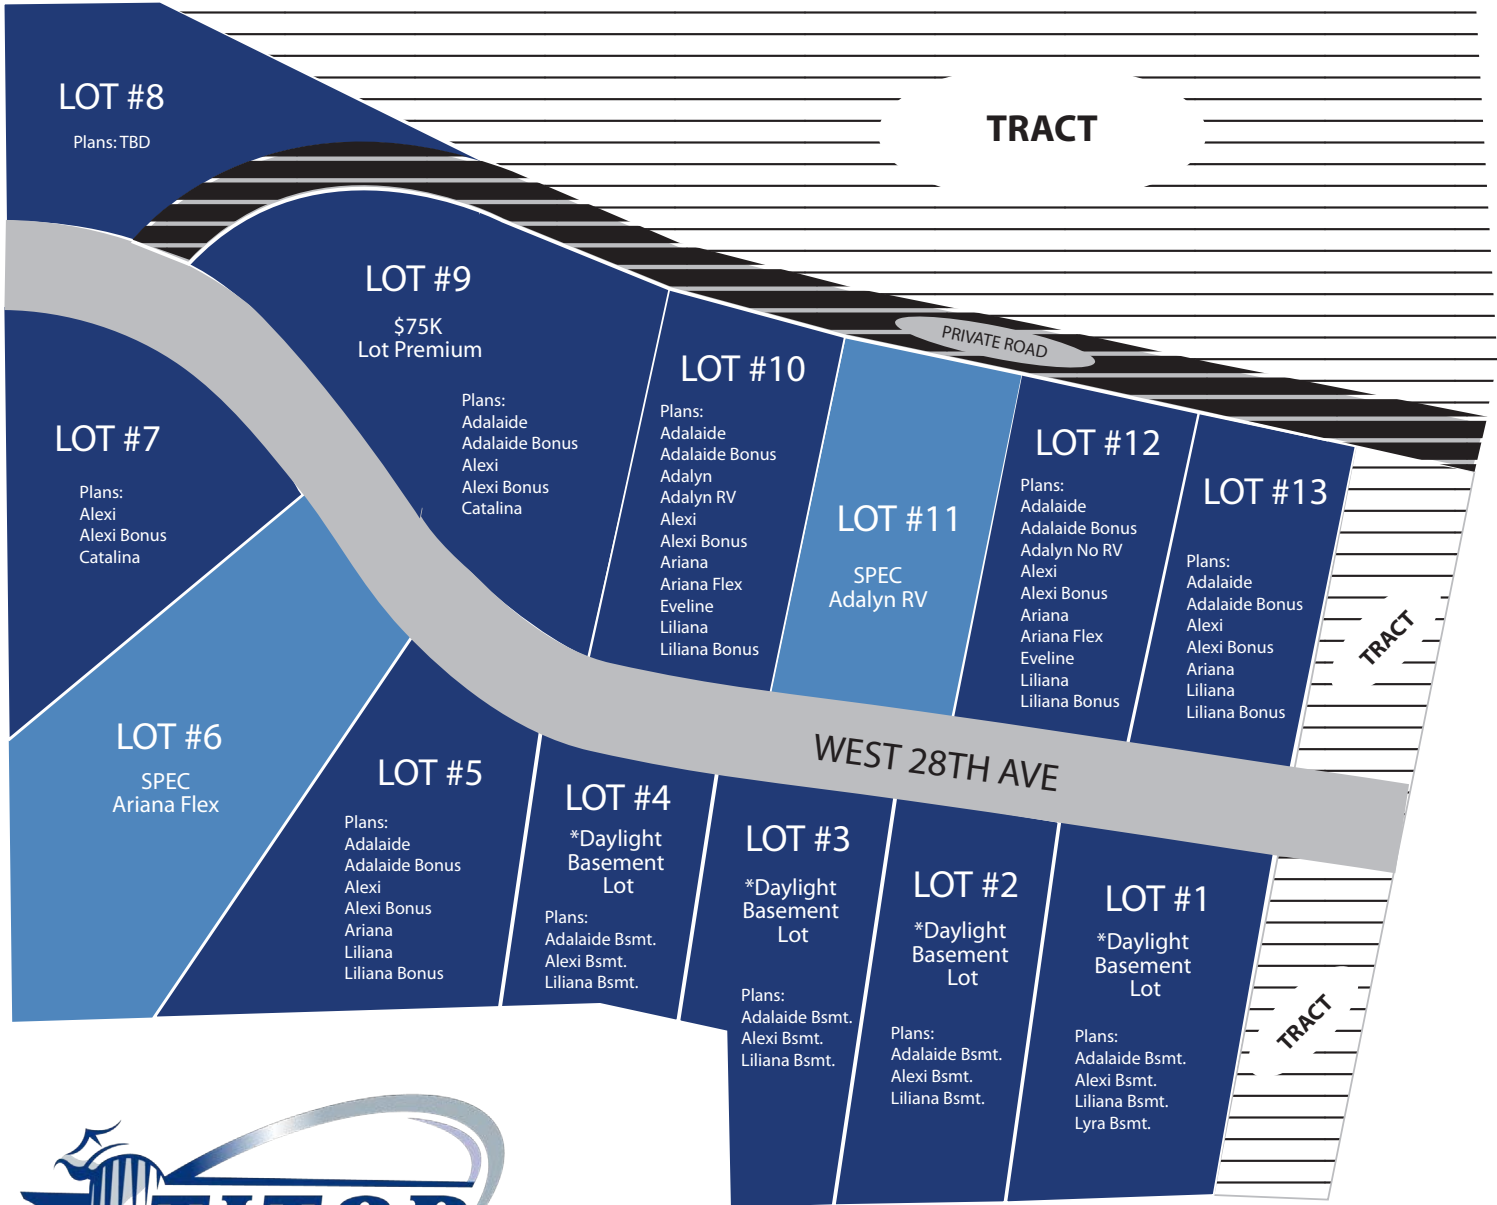 LOT #8
Plans: TBD
TRACT
PRIVATE ROAD
LOT #9
$75K
Lot Premium
Plans:
Adalaide
Adalaide Bonus
Alexi
Alexi Bonus
Catalina
LOT #10
Plans:
Adalaide
Adalaide Bonus
Adalyn
Adalyn RV
Alexi
Alexi Bonus
Ariana
Ariana Flex
Eveline
Liliana
Liliana Bonus
LOT #11
SPEC
Adalyn RV
LOT #12
Plans:
Adalaide
Adalaide Bonus
Adalyn No RV
Alexi
Alexi Bonus
Ariana
Ariana Flex
Eveline
Liliana
Liliana Bonus
LOT #13
Plans:
Adalaide
Adalaide Bonus
Alexi
Alexi Bonus
Ariana
Liliana
Liliana Bonus
TRACT
LOT #7
Plans:
Alexi
Alexi Bonus
Catalina
LOT #6
SPEC
Ariana Flex
WEST 28TH AVE
LOT #5
Plans:
Adalaide
Adalaide Bonus
Alexi
Alexi Bonus
Ariana
Liliana
Liliana Bonus
LOT #4
*Daylight
Basement
Lot
Plans:
Adalaide Bsmt.
Alexi Bsmt.
Liliana Bsmt.
LOT #3
*Daylight
Basement
Lot
Plans:
Adalaide Bsmt.
Alexi Bsmt.
Liliana Bsmt.
LOT #2
*Daylight
Basement
Lot
Plans:
Adalaide Bsmt.
Alexi Bsmt.
Liliana Bsmt.
LOT #1
*Daylight
Basement
Lot
Plans:
Adalaide Bsmt.
Alexi Bsmt.
Liliana Bsmt.
Lyra Bsmt.
TRACT